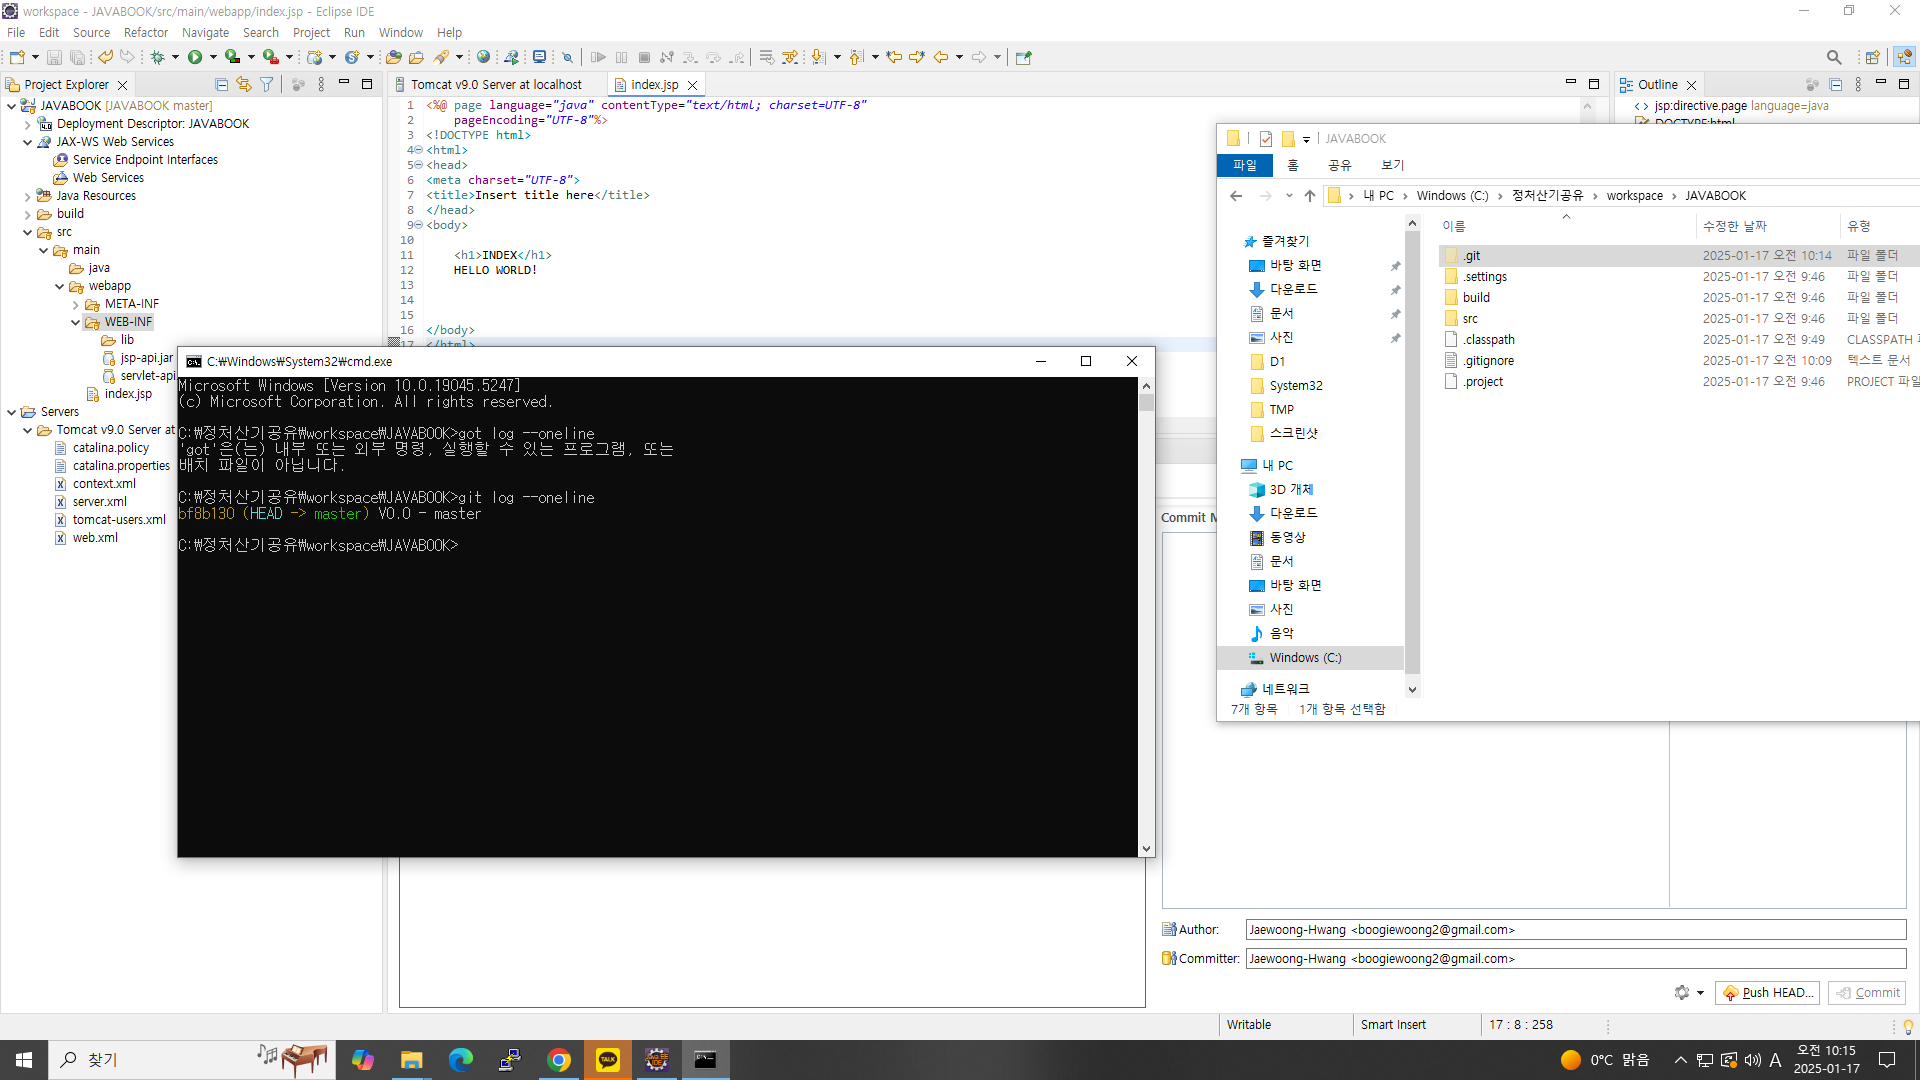 workspace - JAVABOOK/src/main/webapp/index.jsp - Eclipse IDE
File Edit Source Refactor Navigate Search Project Run Window Help
Project Explorer
JAVABOOK [JAVABOOK master]
Deployment Descriptor: JAVABOOK
JAX-WS Web Services
Service Endpoint Interfaces
Web Services
Java Resources
build
src
main
java
webapp
META-INF
WEB-INF
lib
jsp-api.jar
servlet-api
index.jsp
Servers
Tomcat v9.0 Server at
catalina.policy
catalina.properties
context.xml
server.xml
tomcat-users.xml
web.xml
Tomcat v9.0 Server at localhost
index.jsp
1 <%@ page language="java" contentType="text/html; charset=UTF-8"
2 pageEncoding="UTF-8"%>
3 <!DOCTYPE html>
4 <html>
5 <head>
6 <meta charset="UTF-8">
7 <title>Insert title here</title>
8 </head>
9 <body>
10
11 <h1>INDEX</h1>
12 HELLO WORLD!
13
14
15
16 </body>
17 </html>
Outline
jsp:directive.page language=java
DOCTYPE:html
C:₩Windows₩System32₩cmd.exe
Microsoft Windows [Version 10.0.19045.5247]
(c) Microsoft Corporation. All rights reserved.
C:₩정처산기공유₩workspace₩JAVABOOK>got log --oneline
'got'은(는) 내부 또는 외부 명령, 실행할 수 있는 프로그램, 또는
배치 파일이 아닙니다.
C:₩정처산기공유₩workspace₩JAVABOOK>git log --oneline
bf8b130 (HEAD -> master) V0.0 - master
C:₩정처산기공유₩workspace₩JAVABOOK>
JAVABOOK
파일 홈 공유 보기
내 PC > Windows (C:) > 정처산기공유 > workspace > JAVABOOK
즐겨찾기
바탕 화면
다운로드
문서
사진
D1
System32
TMP
스크린샷
내 PC
3D 개체
다운로드
동영상
문서
바탕 화면
사진
음악
Windows (C:)
네트워크
이름 수정한 날짜 유형
.git 2025-01-17 오전 10:14 파일 폴더
.settings 2025-01-17 오전 9:46 파일 폴더
build 2025-01-17 오전 9:46 파일 폴더
src 2025-01-17 오전 9:46 파일 폴더
.classpath 2025-01-17 오전 9:49 CLASSPATH
.gitignore 2025-01-17 오전 10:09 텍스트 문서
.project 2025-01-17 오전 9:46 PROJECT 파일
7개 항목 1개 항목 선택함
Commit M
Author: Jaewoong-Hwang <boogiewoong2@gmail.com>
Committer: Jaewoong-Hwang <boogiewoong2@gmail.com>
Push HEAD... Commit
Writable Smart Insert 17 : 8 : 258
찾기
TALK
Java EE IDE
0°C 맑음
A
오전 10:15
2025-01-17